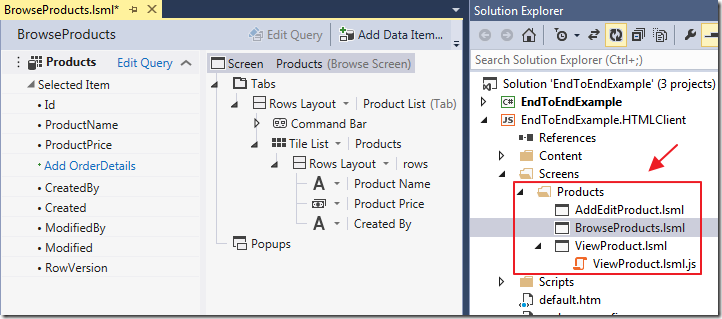 BrowseProducts.lsml*
BrowseProducts
Edit Query
Add Data Item...
Products
Edit Query
Selected Item
Id
ProductName
ProductPrice
+ Add OrderDetails
CreatedBy
Created
ModifiedBy
Modified
RowVersion
Screen Products (Browse Screen)
Tabs
Rows Layout Product List (Tab)
Command Bar
Tile List Products
Rows Layout rows
A Product Name
Product Price
A Created By
Popups
Solution Explorer
Search Solution Explorer (Ctrl+;)
Solution 'EndToEndExample' (3 projects)
C# EndToEndExample
JS EndToEndExample.HTMLClient
References
Content
Screens
Products
AddEditProduct.lsml
BrowseProducts.lsml
ViewProduct.lsml
ViewProduct.lsml.js
Scripts
default.htm